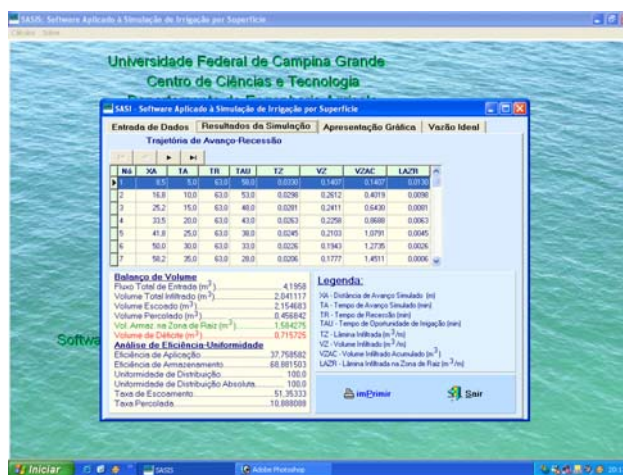 SASIS: Software Aplicado à Simulação de Irrigação por Superfície
Cálculos Sobre
Universidade Federal de Campina Grande
Centro de Ciências e Tecnologia
SASI - Software Aplicado à Simulação de Irrigação por Superfície
Entrada de Dados Resultados da Simulação Apresentação Gráfica Vazão Ideal
Trajetória de Avanço-Recessão
Nó XA TA TR TAU TZ VZ VZAC LAZR
1 8,5 5,0 63,0 58,0 0,0330 0,1407 0,1407 0,0130
2 16,8 10,0 63,0 53,0 0,0298 0,2612 0,4019 0,0098
3 25,2 15,0 63,0 48,0 0,0281 0,2411 0,6430 0,0081
4 33,5 20,0 63,0 43,0 0,0263 0,2258 0,8688 0,0063
5 41,8 25,0 63,0 38,0 0,0245 0,2103 1,0791 0,0045
6 50,0 30,0 63,0 33,0 0,0226 0,1943 1,2735 0,0026
7 58,2 35,0 63,0 28,0 0,0206 0,1777 1,4511 0,0006
Balanço de Volume
Fluxo Total de Entrada (m³) 4,1958
Volume Total Infiltrado (m³) 2,041117
Volume Escoado (m³) 2,154683
Volume Percolado (m³) 0,456842
Vol. Armaz. na Zona de Raiz (m³) 1,584275
Volume de Déficite (m³) 0,715725
Análise de Eficiência-Uniformidade
Eficiência de Aplicação 37,758582
Eficiência de Armazenamento 68,881503
Uniformidade de Distribuição 100,0
Uniformidade de Distribuição Absoluta 100,0
Taxa de Escoamento 51,35333
Taxa Percolada 10,888088
Legenda:
XA - Distância de Avanço Simulado (m)
TA - Tempo de Avanço Simulado (min)
TR - Tempo de Recessão (min)
TAU - Tempo de Oportunidade de Irrigação (min)
TZ - Lâmina Infiltrada (m³/m)
VZ - Volume Infiltrado (m³/m)
VZAC - Volume Infiltrado Acumulado (m³)
LAZR - Lâmina Infiltrada na Zona de Raiz (m³/m)
imPrimir
Sair
Softwa
Iniciar
SASIS
Adobe Photoshop